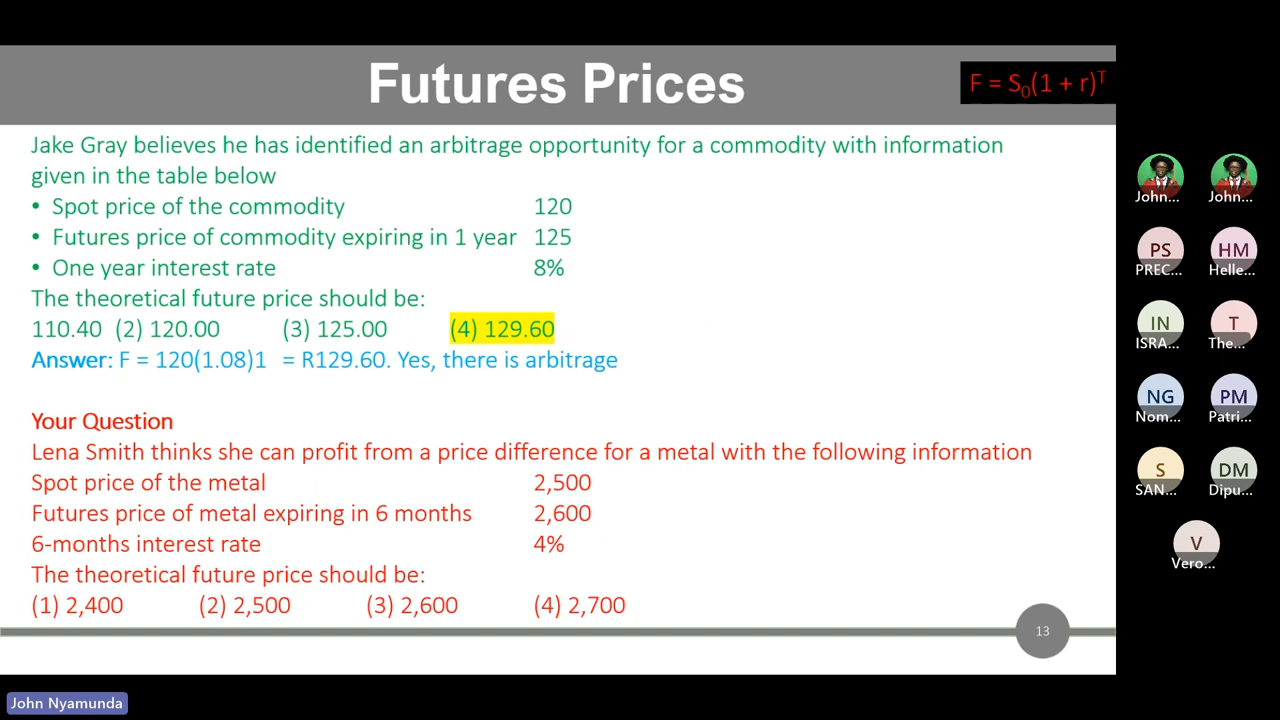 Futures Prices
F = S₀(1 + r)ᵀ
Jake Gray believes he has identified an arbitrage opportunity for a commodity with information
given in the table below
• Spot price of the commodity 120
• Futures price of commodity expiring in 1 year 125
• One year interest rate 8%
The theoretical future price should be:
110.40 (2) 120.00 (3) 125.00 (4) 129.60
Answer: F = 120(1.08)1 = R129.60. Yes, there is arbitrage
Your Question
Lena Smith thinks she can profit from a price difference for a metal with the following information
Spot price of the metal 2,500
Futures price of metal expiring in 6 months 2,600
6-months interest rate 4%
The theoretical future price should be:
(1) 2,400 (2) 2,500 (3) 2,600 (4) 2,700
13
John... John...
PS HM
PREC... Helle...
IN T
ISRA... The...
NG PM
Nom... Patri...
S DM
SAN... Dipu...
V
Vero...
John Nyamunda